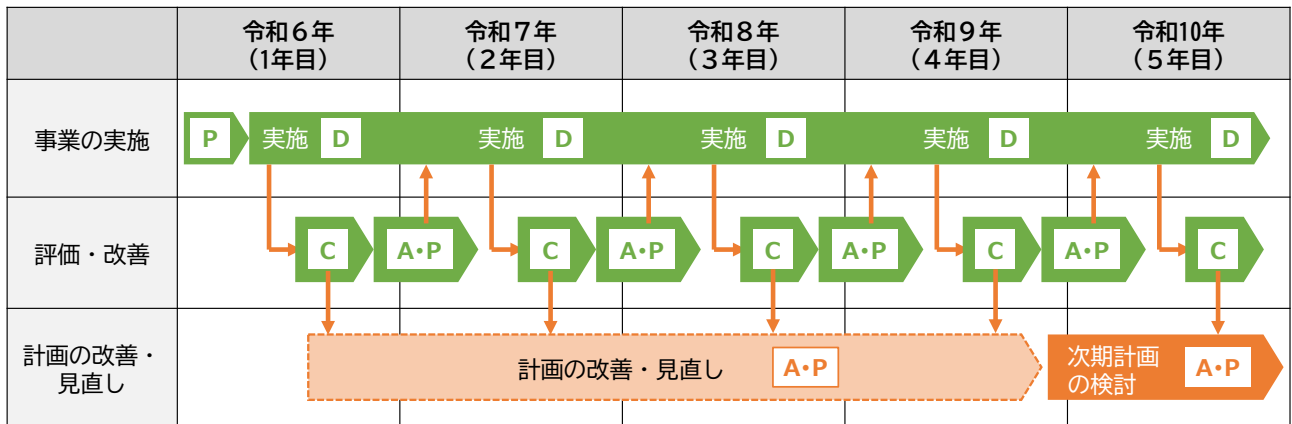 令和6年
(1年目)
令和7年
(2年目)
令和8年
(3年目)
令和9年
(4年目)
令和10年
(5年目)
事業の実施
P
実施 D
実施 D
実施 D
実施 D
実施 D
評価・改善
C
A・P
C
A・P
C
A・P
C
A・P
C
計画の改善・
見直し
計画の改善・見直し A・P
次期計画
の検討
A・P